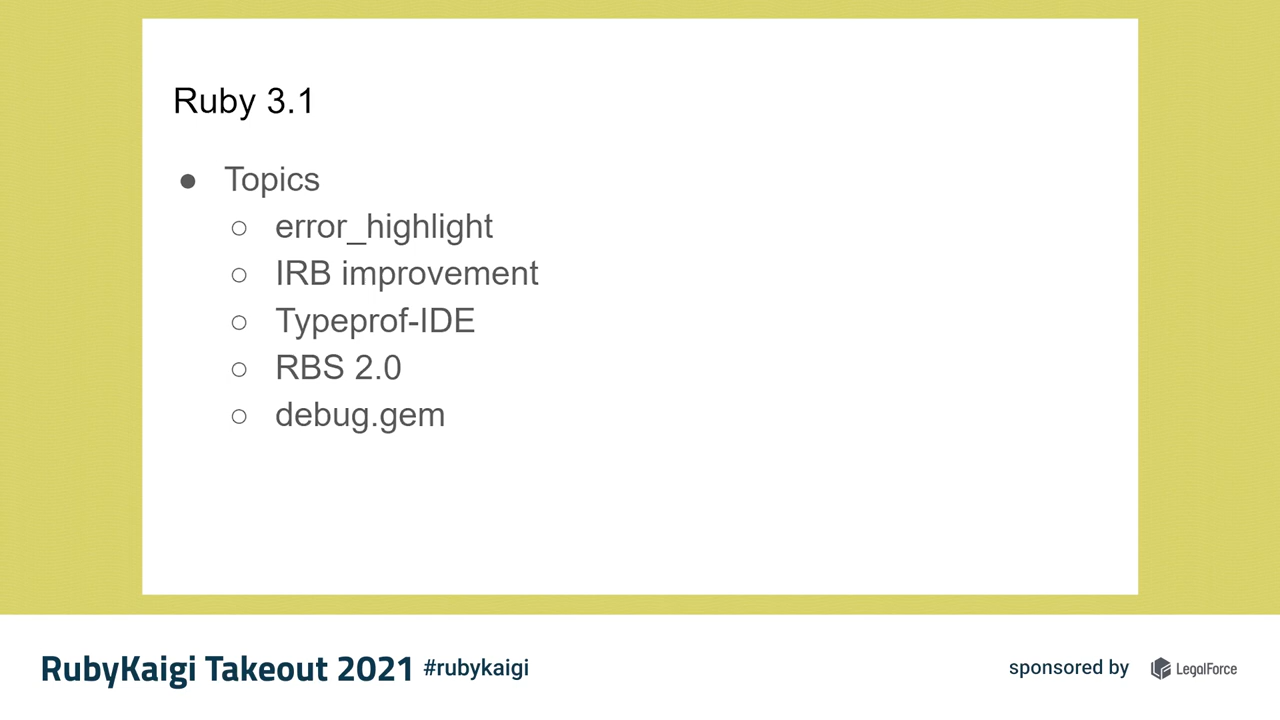 Ruby 3.1
● Topics
○ error_highlight
○ IRB improvement
○ Typeprof-IDE
○ RBS 2.0
○ debug.gem
RubyKaigi Takeout 2021 #rubykaigi
sponsored by LegalForce